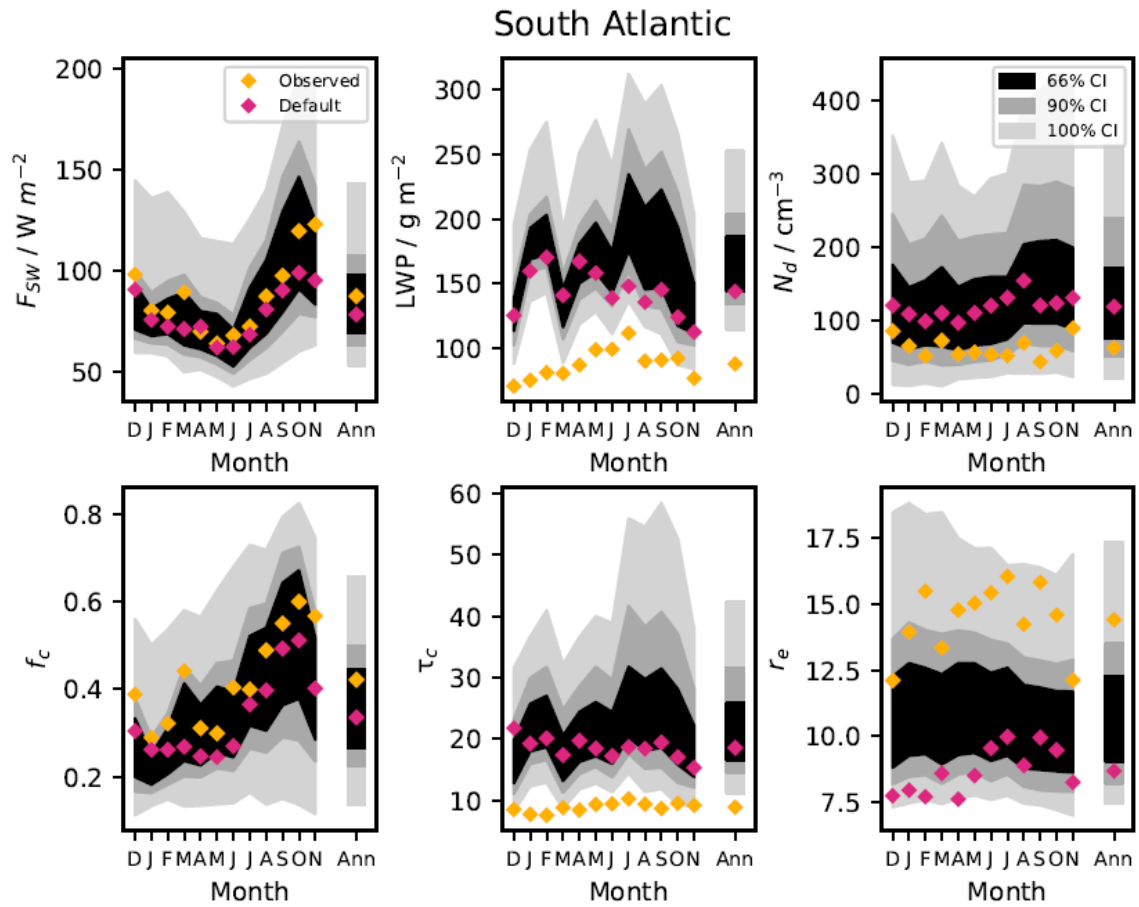 South Atlantic
200
150
100
50
F_SW / W m⁻²
Observed
Default
D J F M A M J J A S O N Ann
Month
300
250
200
150
100
LWP / g m⁻²
D J F M A M J J A S O N Ann
Month
400
300
200
100
0
N_d / cm⁻³
66% CI
90% CI
100% CI
D J F M A M J J A S O N Ann
Month
0.8
0.6
0.4
0.2
f_c
D J F M A M J J A S O N Ann
Month
60
50
40
30
20
10
τ_c
D J F M A M J J A S O N Ann
Month
17.5
15.0
12.5
10.0
7.5
r_e
D J F M A M J J A S O N Ann
Month